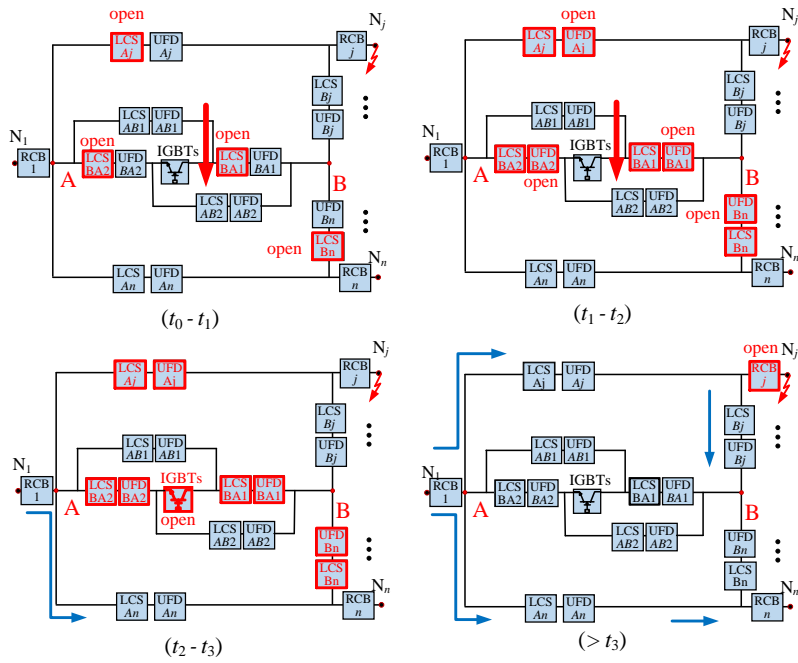 open
LCS
Aj
UFD
Aj
RCB
j
Nj
LCS
Bj
UFD
Bj
LCS
AB1
UFD
AB1
N1
RCB
1
open
A
LCS
BA2
UFD
BA2
IGBTs
open
LCS
BA1
UFD
BA1
B
LCS
AB2
UFD
AB2
UFD
Bn
open
LCS
Bn
LCS
An
UFD
An
RCB
n
Nn
(t0 - t1)
open
LCS
Aj
UFD
Aj
RCB
j
Nj
LCS
Bj
UFD
Bj
LCS
AB1
UFD
AB1
N1
RCB
1
A
LCS
BA2
UFD
BA2
open
IGBTs
open
LCS
BA1
UFD
BA1
B
LCS
AB2
UFD
AB2
open
UFD
Bn
LCS
Bn
LCS
An
UFD
An
RCB
n
Nn
(t1 - t2)
LCS
Aj
UFD
Aj
RCB
j
Nj
LCS
Bj
UFD
Bj
LCS
AB1
UFD
AB1
N1
RCB
1
A
LCS
BA2
UFD
BA2
IGBTs
open
LCS
BA1
UFD
BA1
B
LCS
AB2
UFD
AB2
UFD
Bn
LCS
Bn
LCS
An
UFD
An
RCB
n
Nn
(t2 - t3)
open
LCS
Aj
UFD
Aj
RCB
j
Nj
LCS
Bj
UFD
Bj
LCS
AB1
UFD
AB1
N1
RCB
1
A
LCS
BA2
UFD
BA2
IGBTs
LCS
BA1
UFD
BA1
B
LCS
AB2
UFD
AB2
UFD
Bn
LCS
Bn
LCS
An
UFD
An
RCB
n
Nn
(> t3)